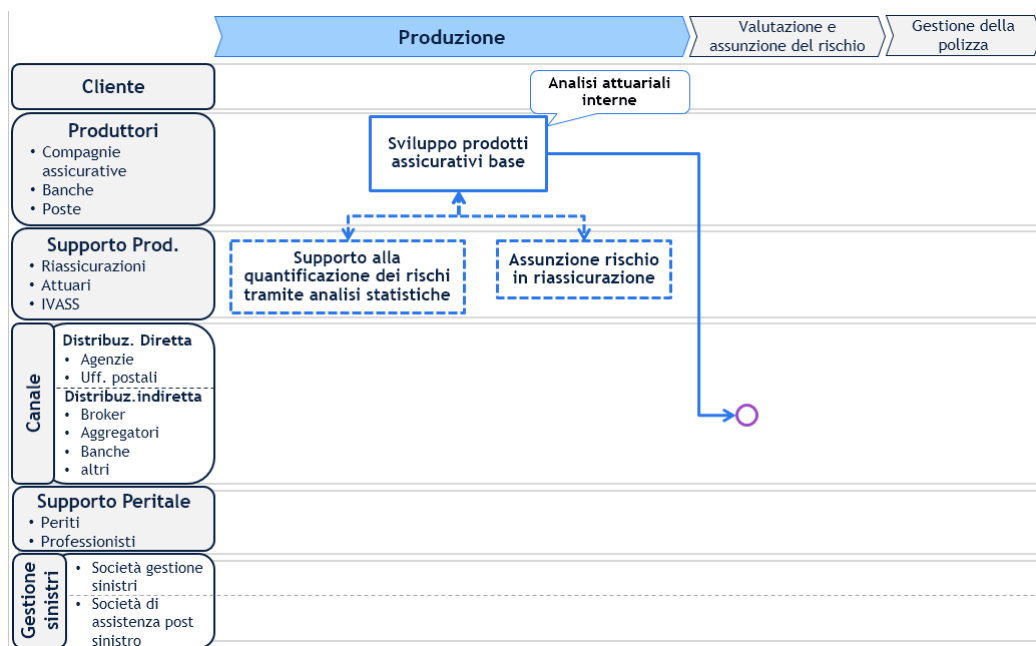 Produzione
Valutazione e
assunzione del rischio
Gestione della
polizza
Cliente
Analisi attuariali
interne
Produttori
• Compagnie
assicurative
• Banche
• Poste
Sviluppo prodotti
assicurativi base
Supporto Prod.
• Riassicurazioni
• Attuari
• IVASS
Supporto alla
quantificazione dei rischi
tramite analisi statistiche
Assunzione rischio
in riassicurazione
Canale
Distribuz. Diretta
• Agenzie
• Uff. postali
Distribuz.indiretta
• Broker
• Aggregatori
• Banche
• altri
Supporto Peritale
• Periti
• Professionisti
Gestione
sinistri
• Società gestione
sinistri
• Società di
assistenza post
sinistro